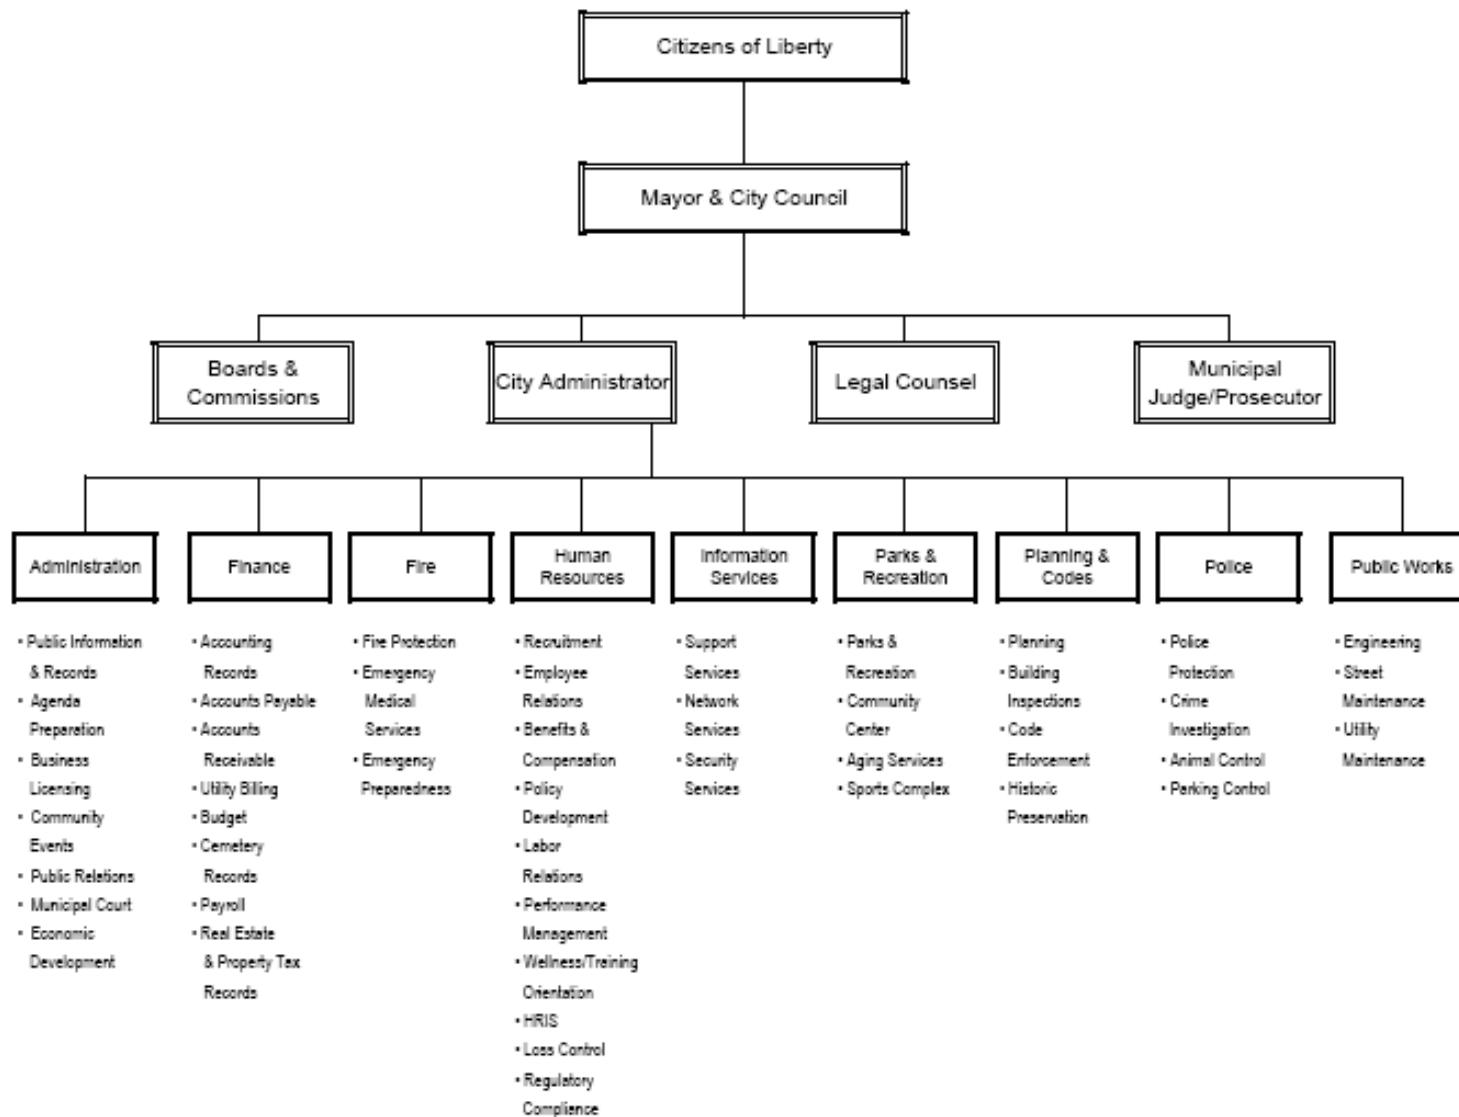 Citizens of Liberty
Mayor & City Council
Boards &
Commissions
City Administrator
Legal Counsel
Municipal
Judge/Prosecutor
Administration
Finance
Fire
Human
Resources
Information
Services
Parks &
Recreation
Planning &
Codes
Police
Public Works
• Public Information
& Records
• Agenda
Preparation
• Business
Licensing
• Community
Events
• Public Relations
• Municipal Court
• Economic
Development
• Accounting
Records
• Accounts Payable
• Accounts
Receivable
• Utility Billing
• Budget
• Cemetery
Records
• Payroll
• Real Estate
& Property Tax
Records
• Fire Protection
• Emergency
Medical
Services
• Emergency
Preparedness
• Recruitment
• Employee
Relations
• Benefits &
Compensation
• Policy
Development
• Labor
Relations
• Performance
Management
• Wellness/Training
Orientation
• HRIS
• Loss Control
• Regulatory
Compliance
• Support
Services
• Network
Services
• Security
Services
• Parks &
Recreation
• Community
Center
• Aging Services
• Sports Complex
• Planning
• Building
Inspections
• Code
Enforcement
• Historic
Preservation
• Police
Protection
• Crime
Investigation
• Animal Control
• Parking Control
• Engineering
• Street
Maintenance
• Utility
Maintenance